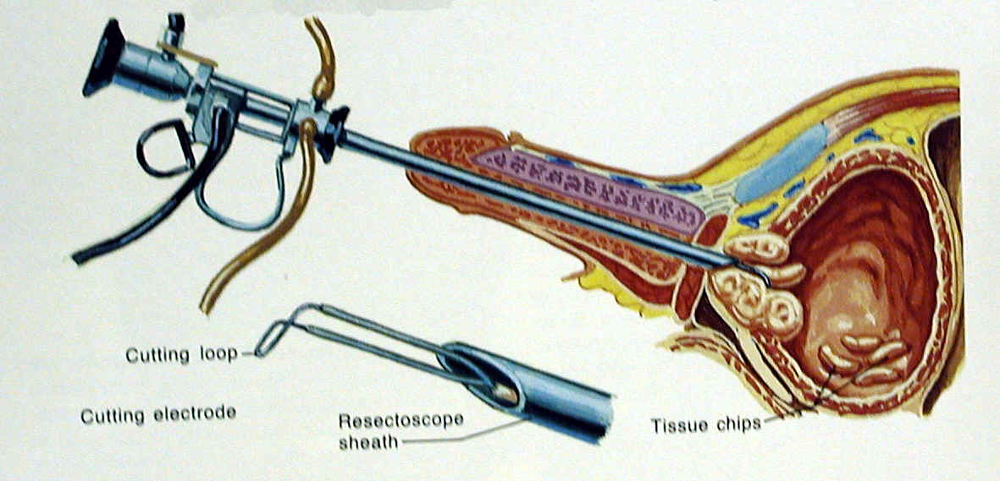 Cutting loop
Cutting electrode
Resectoscope
sheath
Tissue chips